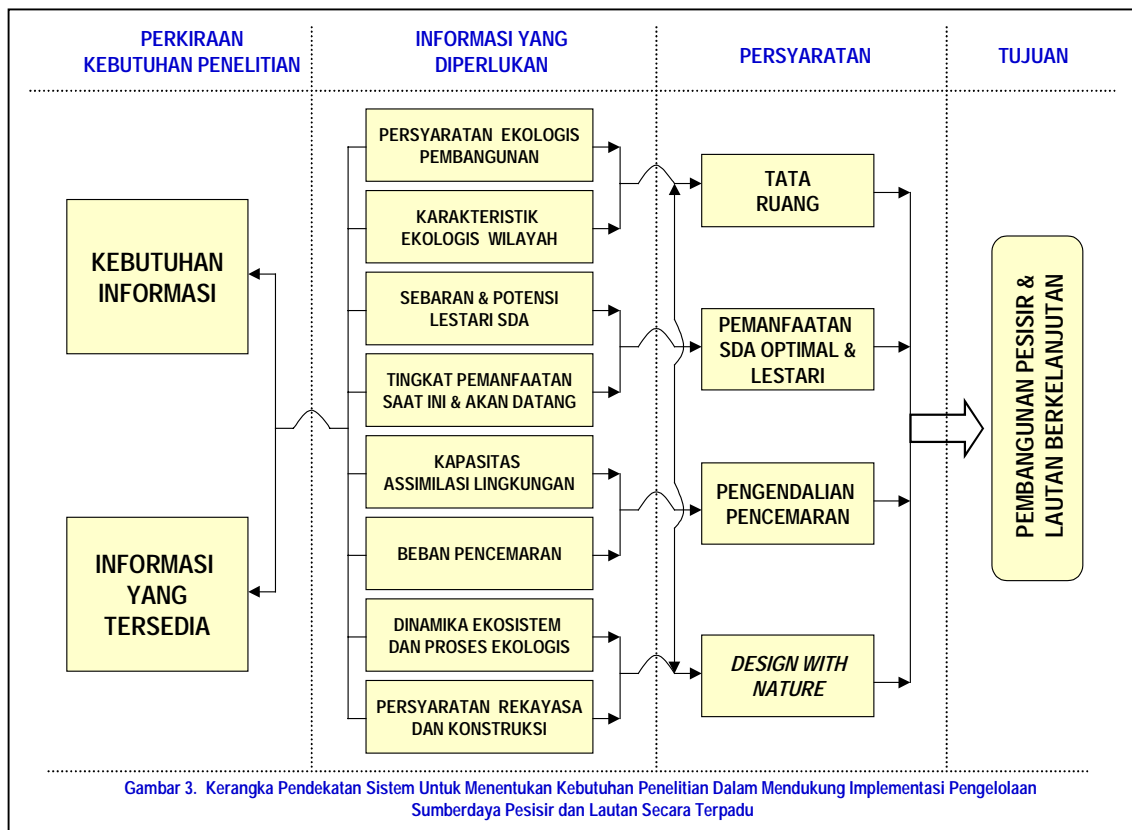 PERKIRAAN
KEBUTUHAN PENELITIAN
INFORMASI YANG
DIPERLUKAN
PERSYARATAN
TUJUAN
KEBUTUHAN
INFORMASI
INFORMASI
YANG
TERSEDIA
PERSYARATAN EKOLOGIS
PEMBANGUNAN
KARAKTERISTIK
EKOLOGIS WILAYAH
SEBARAN & POTENSI
LESTARI SDA
TINGKAT PEMANFAATAN
SAAT INI & AKAN DATANG
KAPASITAS
ASSIMILASI LINGKUNGAN
BEBAN PENCEMARAN
DINAMIKA EKOSISTEM
DAN PROSES EKOLOGIS
PERSYARATAN REKAYASA
DAN KONSTRUKSI
TATA
RUANG
PEMANFAATAN
SDA OPTIMAL &
LESTARI
PENGENDALIAN
PENCEMARAN
DESIGN WITH
NATURE
PEMBANGUNAN PESISIR &
LAUTAN BERKELANJUTAN
Gambar 3. Kerangka Pendekatan Sistem Untuk Menentukan Kebutuhan Penelitian Dalam Mendukung Implementasi Pengelolaan
Sumberdaya Pesisir dan Lautan Secara Terpadu